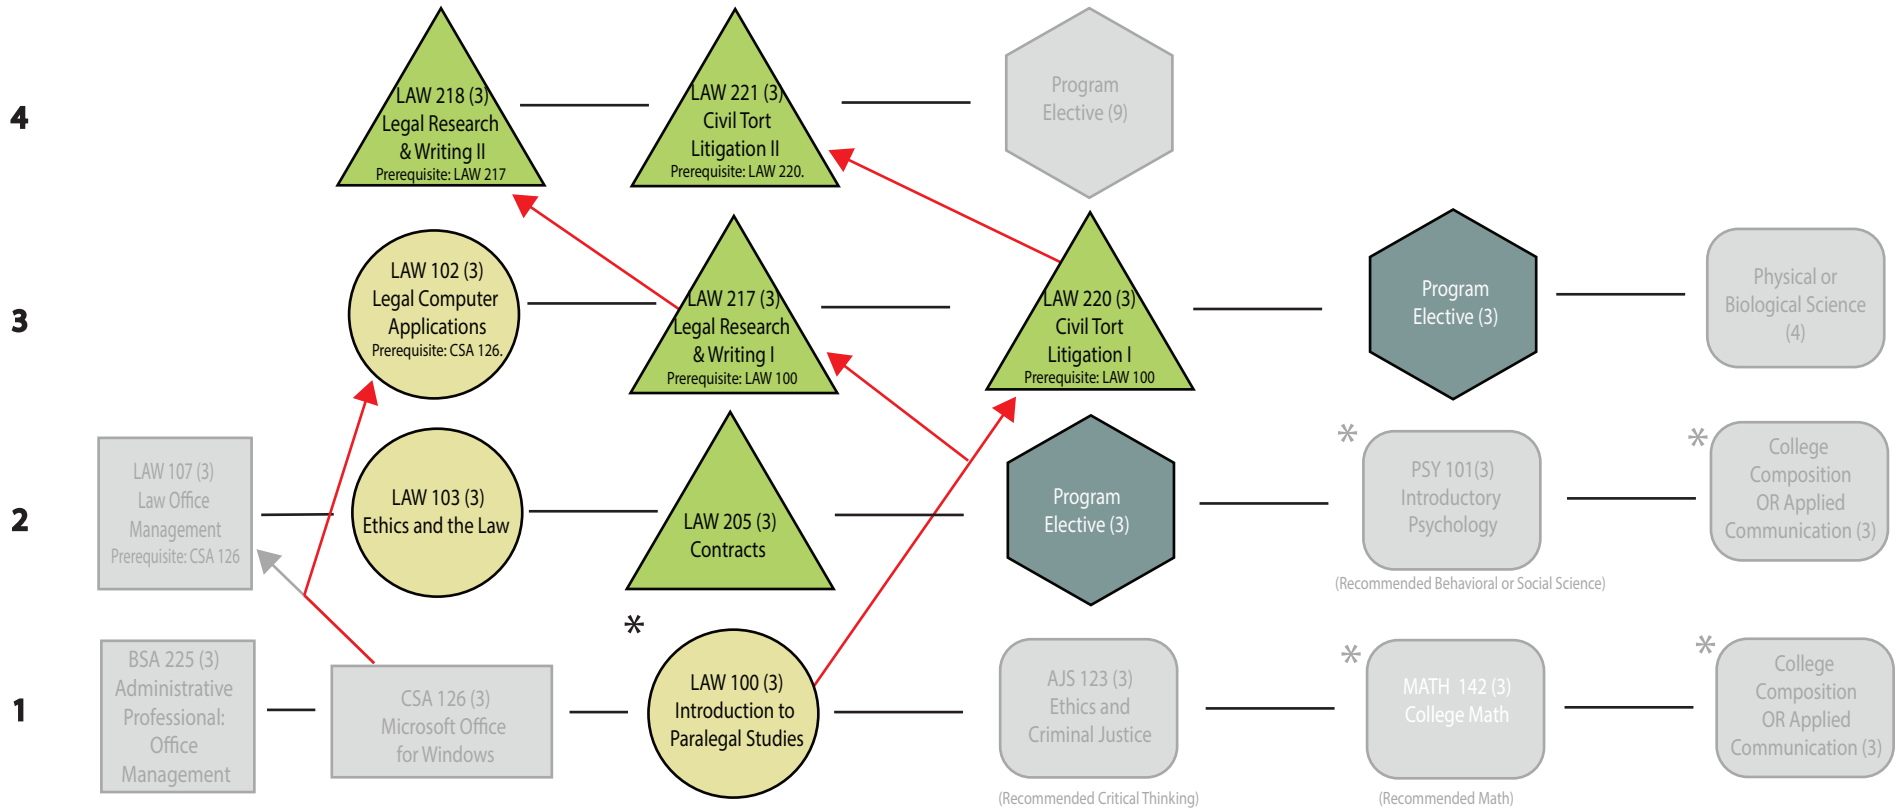 4
LAW 218 (3)
Legal Research
& Writing II
Prerequisite: LAW 217
LAW 221 (3)
Civil Tort
Litigation II
Prerequisite: LAW 220.
Program
Elective (9)
3
LAW 102 (3)
Legal Computer
Applications
Prerequisite: CSA 126.
LAW 217 (3)
Legal Research
& Writing I
Prerequisite: LAW 100
LAW 220 (3)
Civil Tort
Litigation I
Prerequisite: LAW 100
Program
Elective (3)
Physical or
Biological Science
(4)
2
LAW 107 (3)
Law Office
Management
Prerequisite: CSA 126
LAW 103 (3)
Ethics and the Law
LAW 205 (3)
Contracts
Program
Elective (3)
*
PSY 101(3)
Introductory
Psychology
(Recommended Behavioral or Social Science)
*
College
Composition
OR Applied
Communication (3)
1
BSA 225 (3)
Administrative
Professional:
Office
Management
CSA 126 (3)
Microsoft Office
for Windows
*
LAW 100 (3)
Introduction to
Paralegal Studies
AJS 123 (3)
Ethics and
Criminal Justice
(Recommended Critical Thinking)
*
MATH 142 (3)
College Math
(Recommended Math)
*
College
Composition
OR Applied
Communication (3)